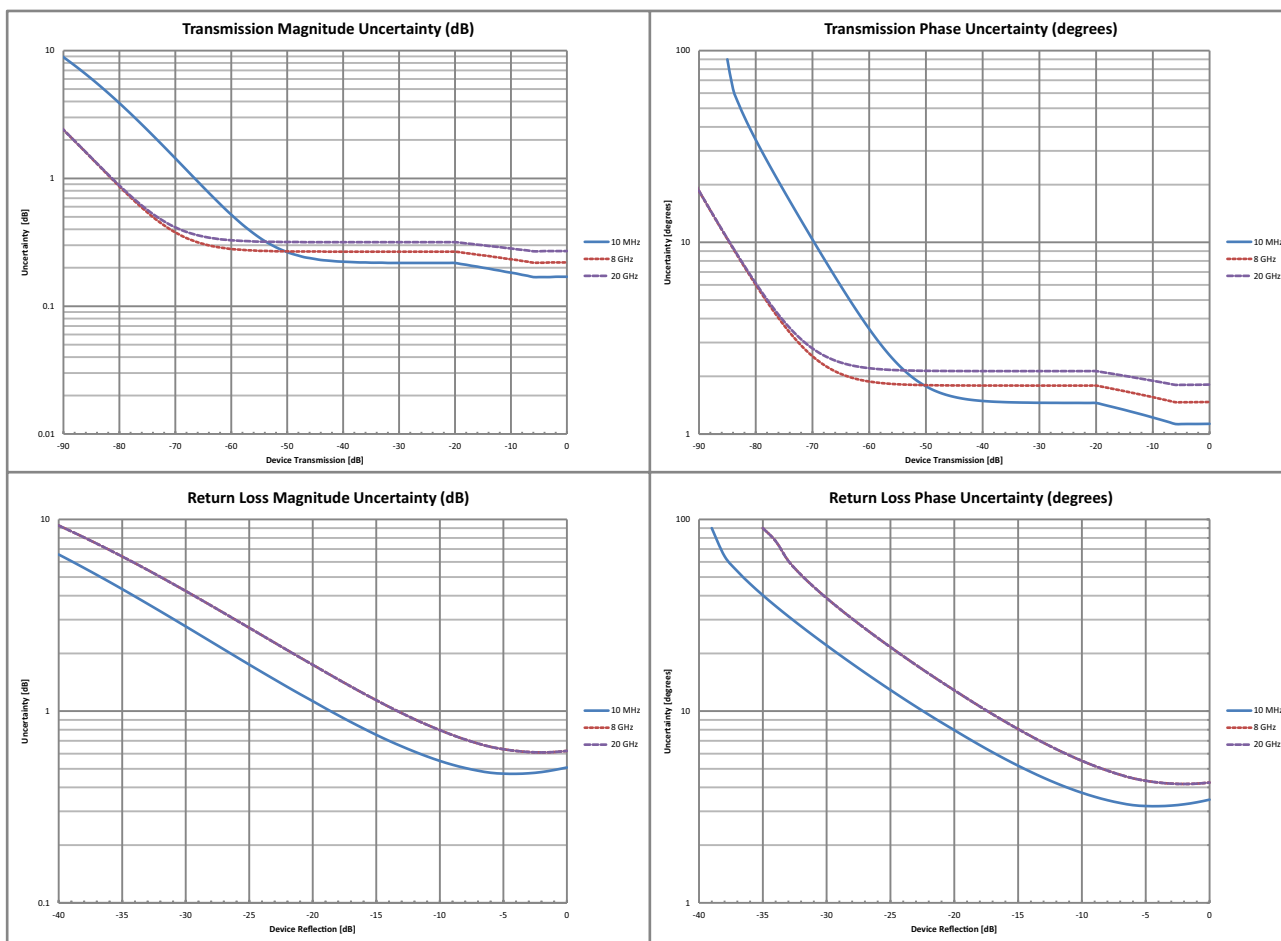 Transmission Magnitude Uncertainty (dB)
10
1
0.1
0.01
Uncertainty [dB]
-90 -80 -70 -60 -50 -40 -30 -20 -10 0
Device Transmission [dB]
10 MHz
8 GHz
20 GHz
Transmission Phase Uncertainty (degrees)
100
10
1
Uncertainty [degrees]
-90 -80 -70 -60 -50 -40 -30 -20 -10 0
Device Transmission [dB]
10 MHz
8 GHz
20 GHz
Return Loss Magnitude Uncertainty (dB)
10
1
0.1
Uncertainty [dB]
-40 -35 -30 -25 -20 -15 -10 -5 0
Device Reflection [dB]
10 MHz
8 GHz
20 GHz
Return Loss Phase Uncertainty (degrees)
100
10
1
Uncertainty [degrees]
-40 -35 -30 -25 -20 -15 -10 -5 0
Device Reflection [dB]
10 MHz
8 GHz
20 GHz